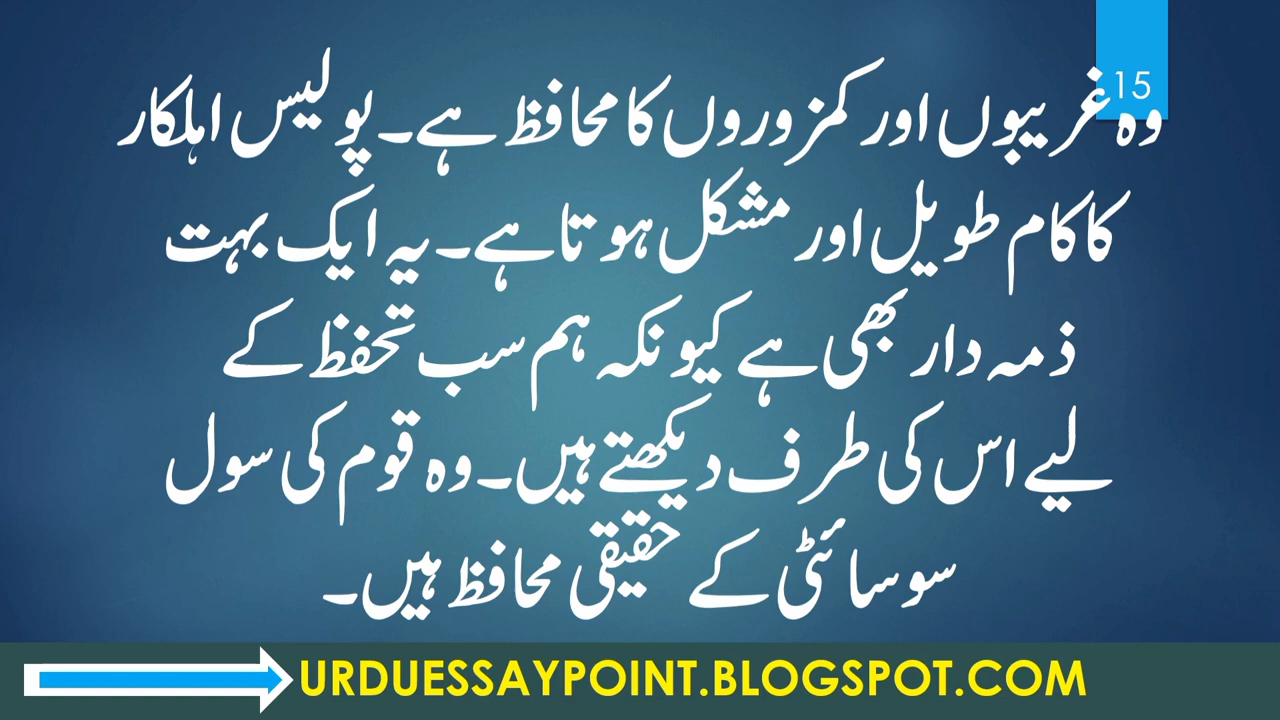 15
وہ غریبوں اور کمزوروں کا محافظ ہے۔ پولیس اہلکار
کا کام طویل اور مشکل ہوتا ہے۔ یہ ایک بہت
ذمہ دار بھی ہے کیونکہ ہم سب تحفظ کے
لیے اس کی طرف دیکھتے ہیں۔ وہ قوم کی سول
سوسائٹی کے حقیقی محافظ ہیں۔
URDUESSAYPOINT.BLOGSPOT.COM